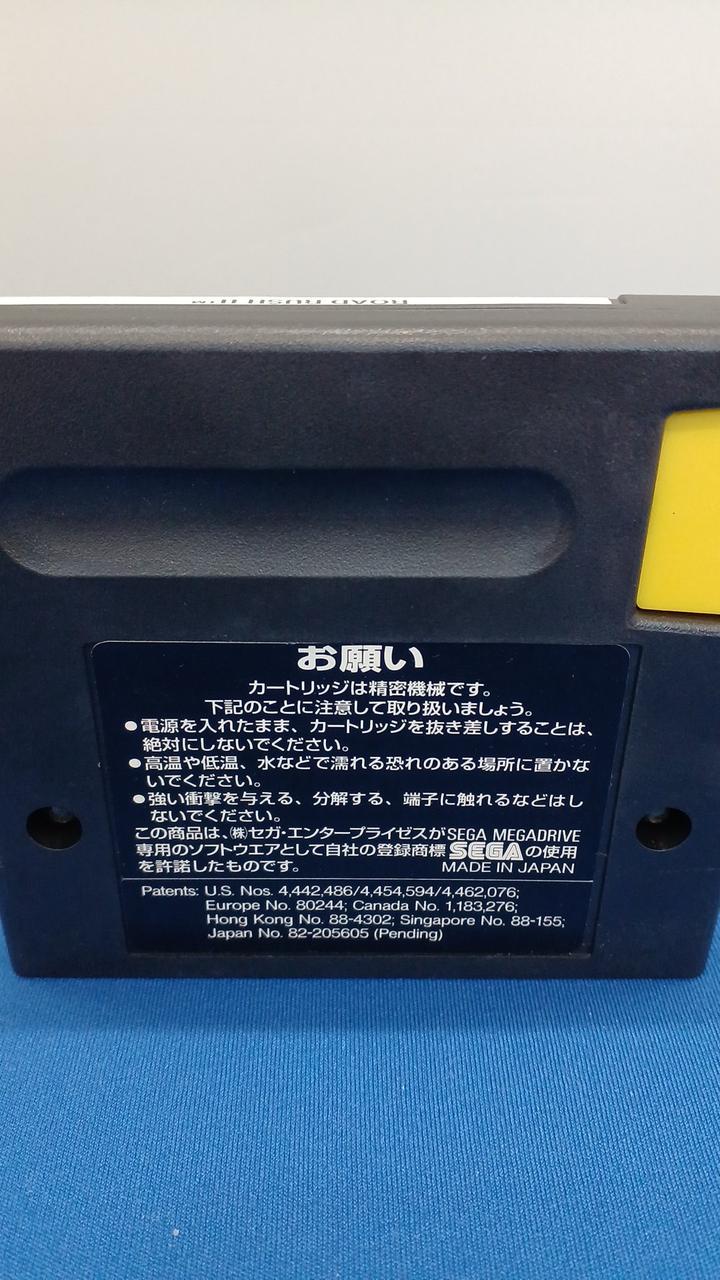 ROAD RUSH II™
お願い
カートリッジは精密機械です。
下記のことに注意して取り扱いましょう。
●電源を入れたまま、カートリッジを抜き差しすることは、
絶対にしないでください。
●高温や低温、水などで濡れる恐れのある場所に置かな
いでください。
●強い衝撃を与える、分解する、端子に触れるなどはし
ないでください。
この商品は、㈱セガ・エンタープライゼスがSEGA MEGADRIVE
専用のソフトウエアとして自社の登録商標 SEGA の使用
を許諾したものです。 MADE IN JAPAN
Patents: U.S. Nos. 4,442,486/4,454,594/4,462,076;
Europe No. 80244; Canada No. 1,183,276;
Hong Kong No. 88-4302; Singapore No. 88-155;
Japan No. 82-205605 (Pending)